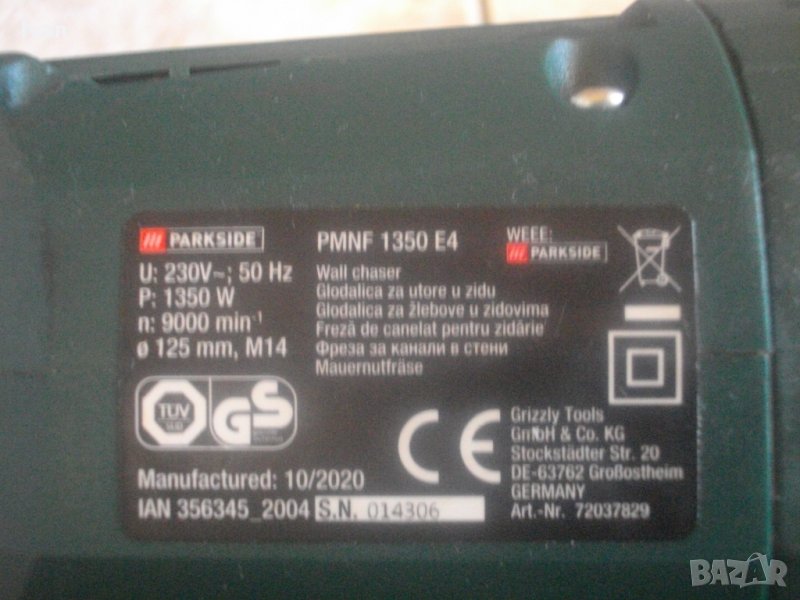 PARKSIDE
PMNF 1350 E4
WEEE:
PARKSIDE
U: 230V~; 50 Hz
P: 1350 W
n: 9000 min-1
ø 125 mm, M14
Wall chaser
Glodalica za utore u zidu
Glodalica za žlebove u zidovima
Freză de canelat pentru zidărie
Фреза за канали в стени
Mauernutfräse
TÜV
GS
CE
Manufactured: 10/2020
IAN 356345_2004 S.N. 014306
Grizzly Tools
GmbH & Co. KG
Stockstädter Str. 20
DE-63762 Großostheim
GERMANY
Art.-Nr. 72037829
BAZAR